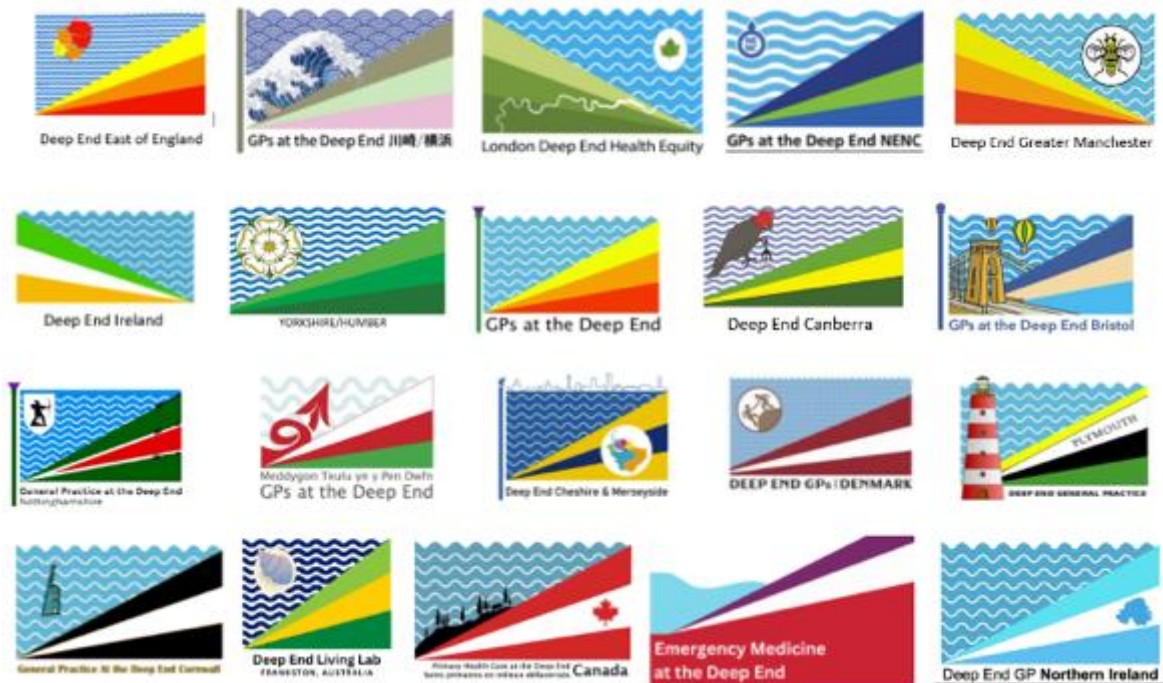 Deep End East of England
GPs at the Deep End 川崎/横浜
London Deep End Health Equity
GPs at the Deep End NENC
Deep End Greater Manchester
Deep End Ireland
YORKSHIRE/HUMBER
GPs at the Deep End
Deep End Canberra
GPs at the Deep End Bristol
General Practice at the Deep End
Nottinghamshire
Meddygon Teulu yn y Pen Dwfn
GPs at the Deep End
Deep End Cheshire & Merseyside
DEEP END GPs | DENMARK
PLYMOUTH
DEEP END GENERAL PRACTICE
General Practice At the Deep End Cornwall
Deep End Living Lab
FRANKSTON, AUSTRALIA
Primary Health Care at the Deep End
Soins primaires en milieux défavorisés Canada
Emergency Medicine
at the Deep End
Deep End GP Northern Ireland